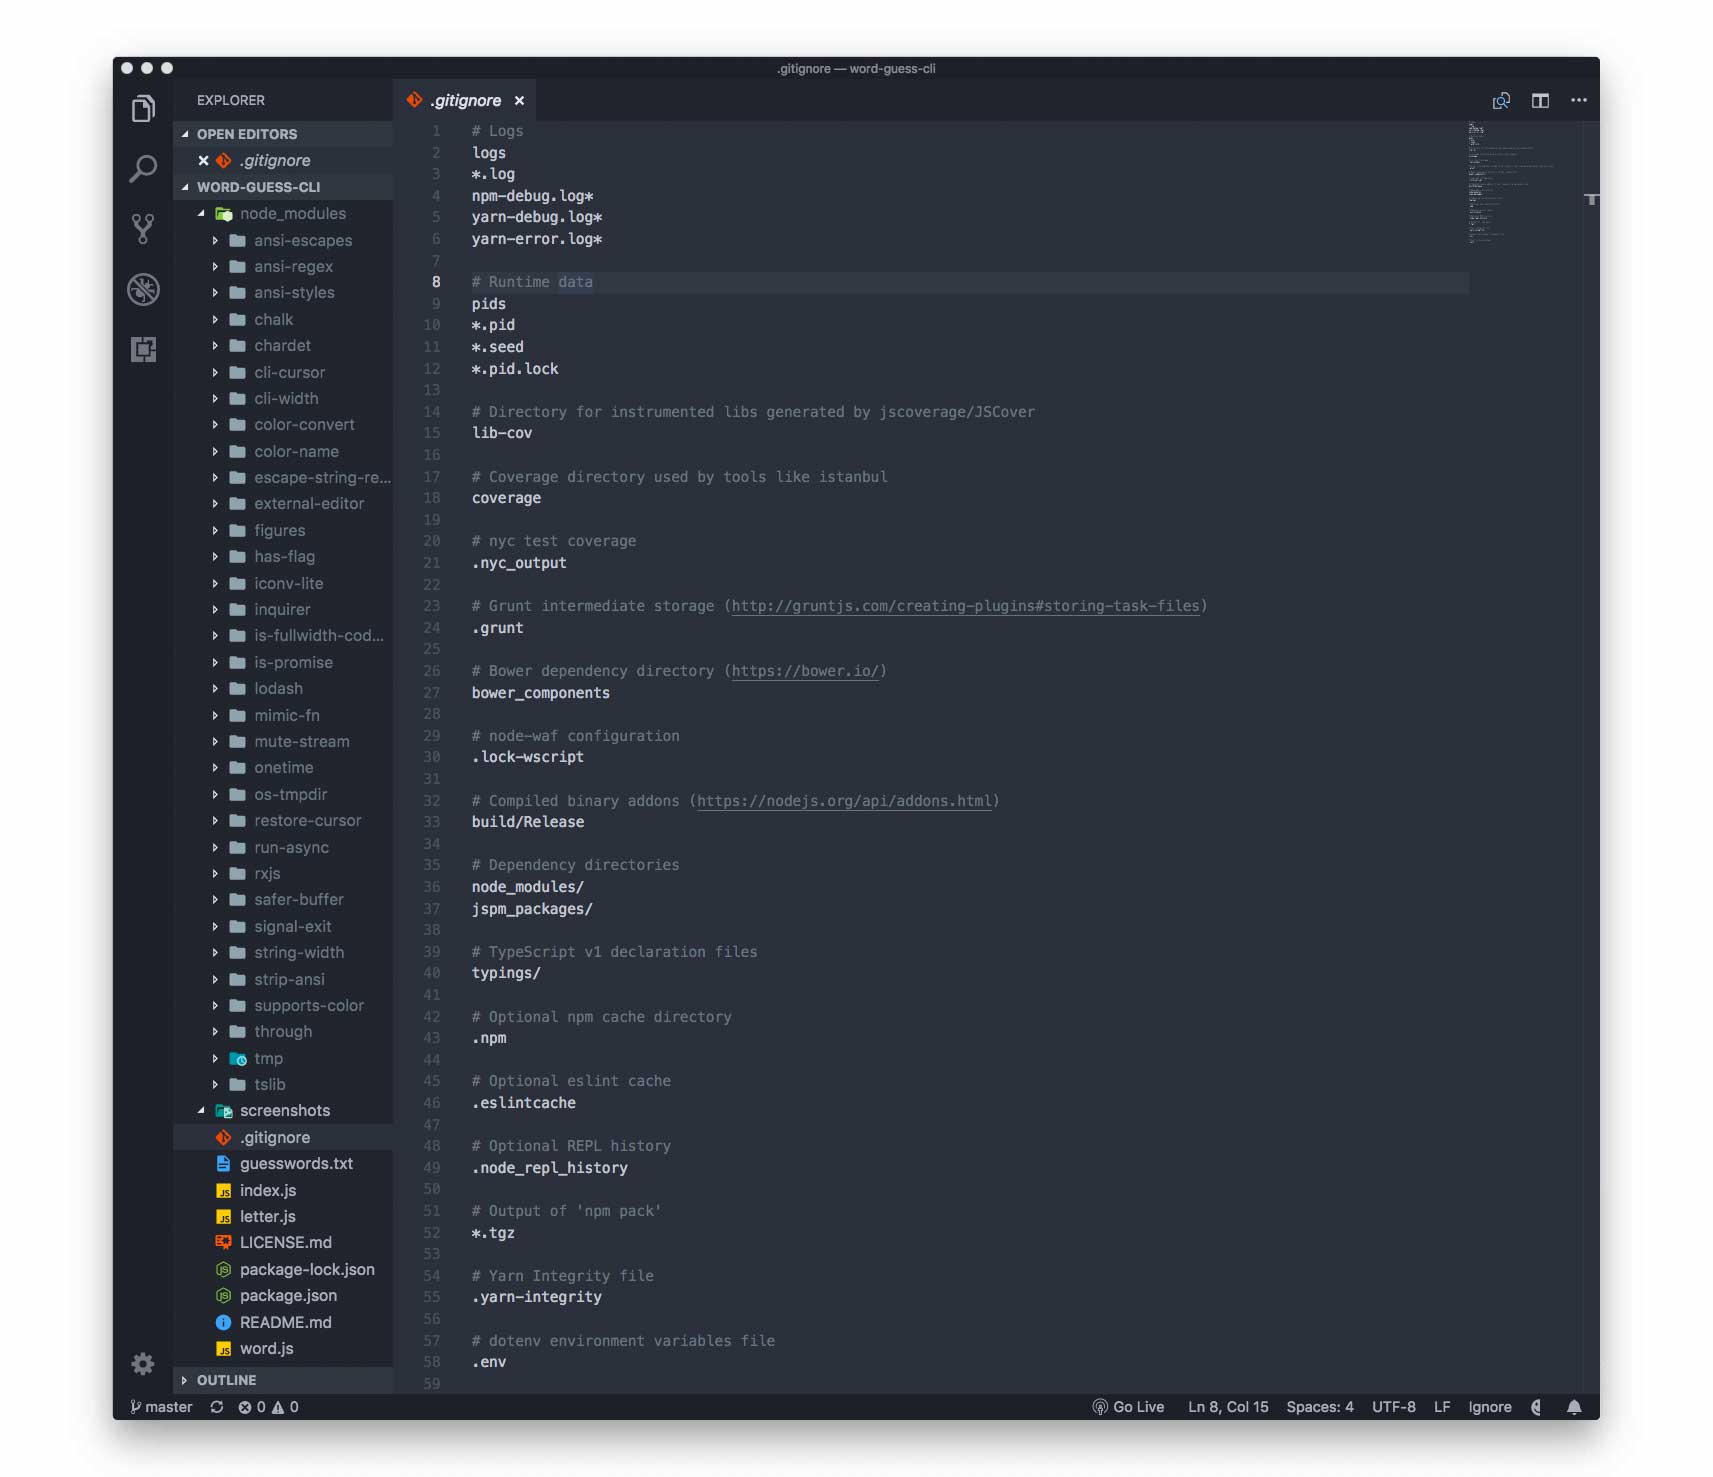 .gitignore — word-guess-cli
EXPLORER
OPEN EDITORS
.gitignore
WORD-GUESS-CLI
node_modules
ansi-escapes
ansi-regex
ansi-styles
chalk
chardet
cli-cursor
cli-width
color-convert
color-name
escape-string-re...
external-editor
figures
has-flag
iconv-lite
inquirer
is-fullwidth-cod...
is-promise
lodash
mimic-fn
mute-stream
onetime
os-tmpdir
restore-cursor
run-async
rxjs
safer-buffer
signal-exit
string-width
strip-ansi
supports-color
through
tmp
tslib
screenshots
.gitignore
guesswords.txt
index.js
letter.js
LICENSE.md
package-lock.json
package.json
README.md
word.js
OUTLINE
.gitignore
1 # Logs
2 logs
3 *.log
4 npm-debug.log*
5 yarn-debug.log*
6 yarn-error.log*
7
8 # Runtime data
9 pids
10 *.pid
11 *.seed
12 *.pid.lock
13
14 # Directory for instrumented libs generated by jscoverage/JSCover
15 lib-cov
16
17 # Coverage directory used by tools like istanbul
18 coverage
19
20 # nyc test coverage
21 .nyc_output
22
23 # Grunt intermediate storage (http://gruntjs.com/creating-plugins#storing-task-files)
24 .grunt
25
26 # Bower dependency directory (https://bower.io/)
27 bower_components
28
29 # node-waf configuration
30 .lock-wscript
31
32 # Compiled binary addons (https://nodejs.org/api/addons.html)
33 build/Release
34
35 # Dependency directories
36 node_modules/
37 jspm_packages/
38
39 # TypeScript v1 declaration files
40 typings/
41
42 # Optional npm cache directory
43 .npm
44
45 # Optional eslint cache
46 .eslintcache
47
48 # Optional REPL history
49 .node_repl_history
50
51 # Output of 'npm pack'
52 *.tgz
53
54 # Yarn Integrity file
55 .yarn-integrity
56
57 # dotenv environment variables file
58 .env
59
master 0 0 Go Live Ln 8, Col 15 Spaces: 4 UTF-8 LF Ignore